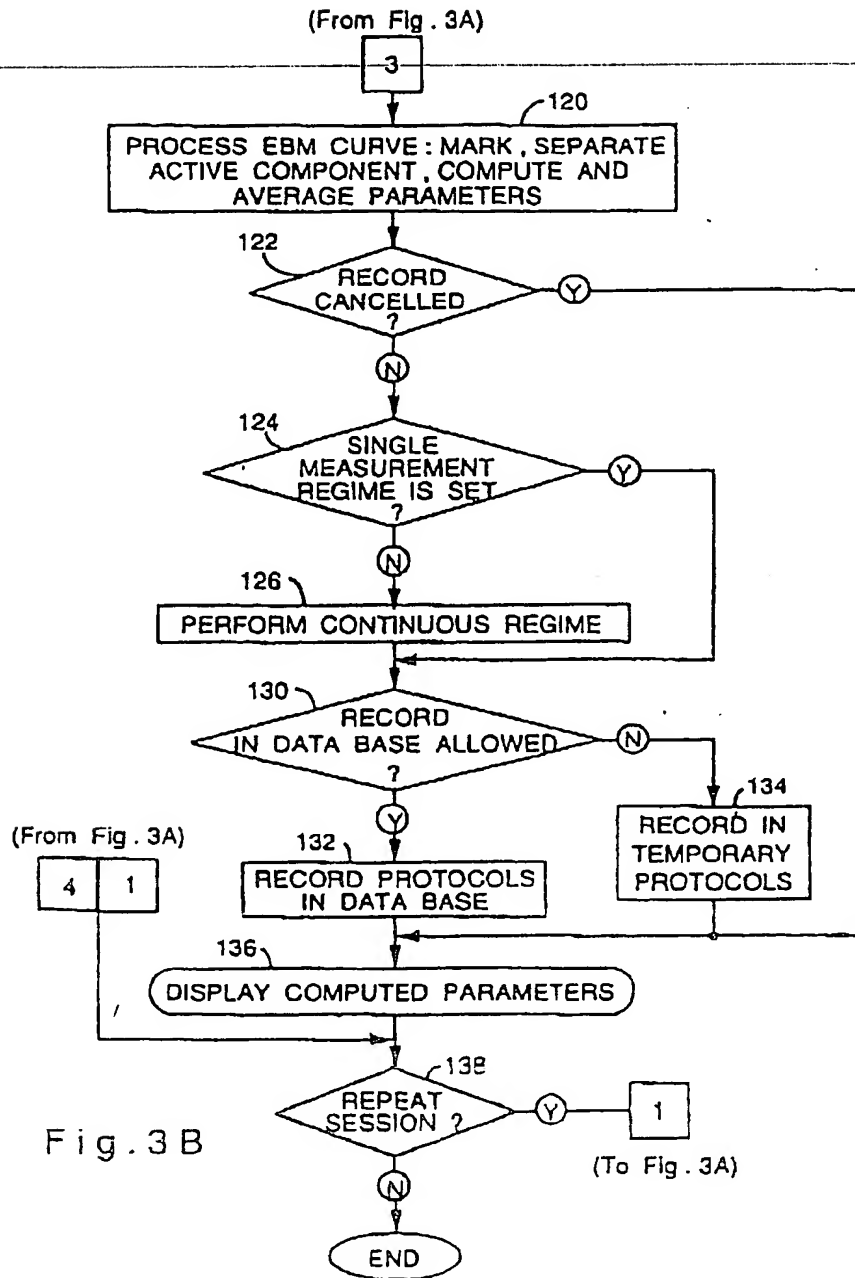 (From Fig. 3A)
3
120
PROCESS EBM CURVE: MARK, SEPARATE
ACTIVE COMPONENT, COMPUTE AND
AVERAGE PARAMETERS
122
RECORD
CANCELLED
?
Y
N
124
SINGLE
MEASUREMENT
REGIME IS SET
?
Y
N
126
PERFORM CONTINUOUS REGIME
130
RECORD
IN DATA BASE ALLOWED
?
N
Y
134
RECORD IN
TEMPORARY
PROTOCOLS
(From Fig. 3A)
4 1
132
RECORD PROTOCOLS
IN DATA BASE
136
DISPLAY COMPUTED PARAMETERS
138
REPEAT
SESSION ?
Y
1
(To Fig. 3A)
N
Fig. 3B
END